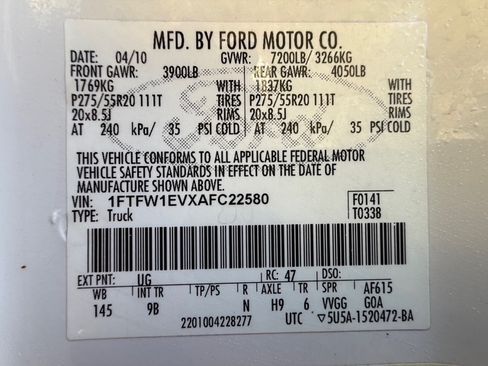 MFD. BY FORD MOTOR CO.
DATE: 04/10 GVWR: 7200LB/ 3266KG
FRONT GAWR: 3900LB REAR GAWR: 4050LB
1769KG 1837KG
P275/55R20 111T TIRES P275/55R20 111T TIRES
20x8.5J RIMS 20x8.5J RIMS
AT 240 kPa/ 35 PSI COLD AT 240 kPa/ 35 PSI COLD
THIS VEHICLE CONFORMS TO ALL APPLICABLE FEDERAL MOTOR
VEHICLE SAFETY STANDARDS IN EFFECT ON THE DATE OF
MANUFACTURE SHOWN ABOVE.
VIN: 1FTFW1EVXAFC22580 F0141
TYPE: Truck T033B
EXT PNT: UG RC: 47 DSO:
WB INT TR TP/PS R AXLE TR SPR AF615
145 9B N H9 6 VVGG GOA
2201004228277 UTC ▽5U5A-1520472-BA
Ford